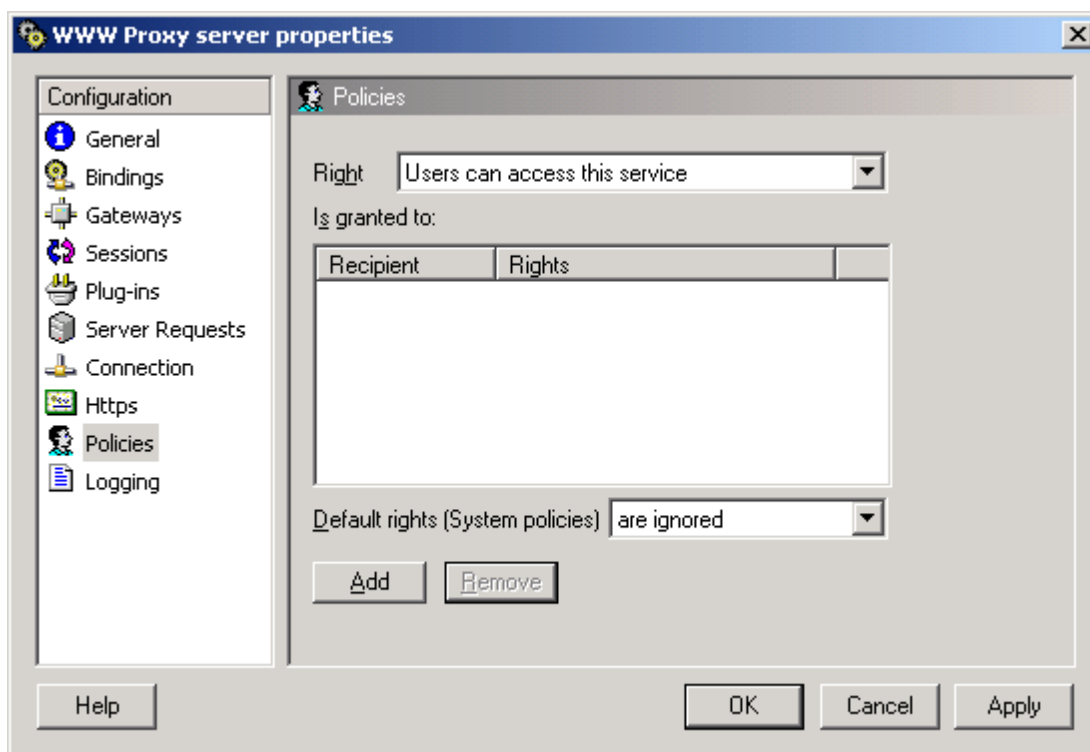 WWW Proxy server properties
Configuration
General
Bindings
Gateways
Sessions
Plug-ins
Server Requests
Connection
Https
Policies
Logging
Policies
Right Users can access this service
Is granted to:
Recipient Rights
Default rights (System policies) are ignored
Add Remove
Help OK Cancel Apply